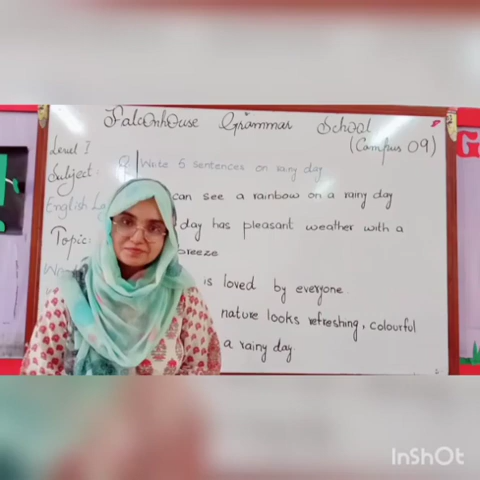 Falconhouse Grammar School
(Campus 09)
Level 7
Subject: Q. Write 5 sentences on rainy day
English La can see a rainbow on a rainy day
Topic: day has pleasant weather with a
breeze
is loved by everyone
nature looks refreshing, colourful
a rainy day
G
InShOt